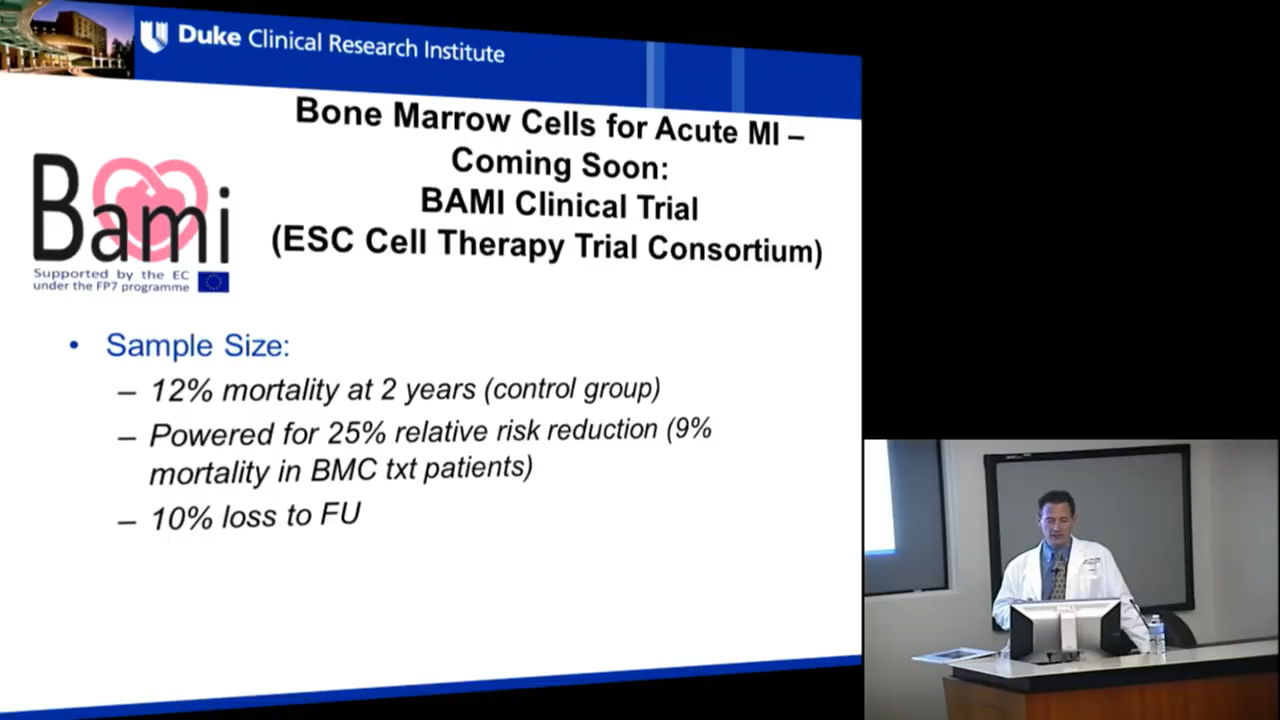 Duke Clinical Research Institute
Bone Marrow Cells for Acute MI –
Coming Soon:
BAMI Clinical Trial
(ESC Cell Therapy Trial Consortium)
Bami
Supported by the EC
under the FP7 programme
• Sample Size:
– 12% mortality at 2 years (control group)
– Powered for 25% relative risk reduction (9%
mortality in BMC txt patients)
– 10% loss to FU